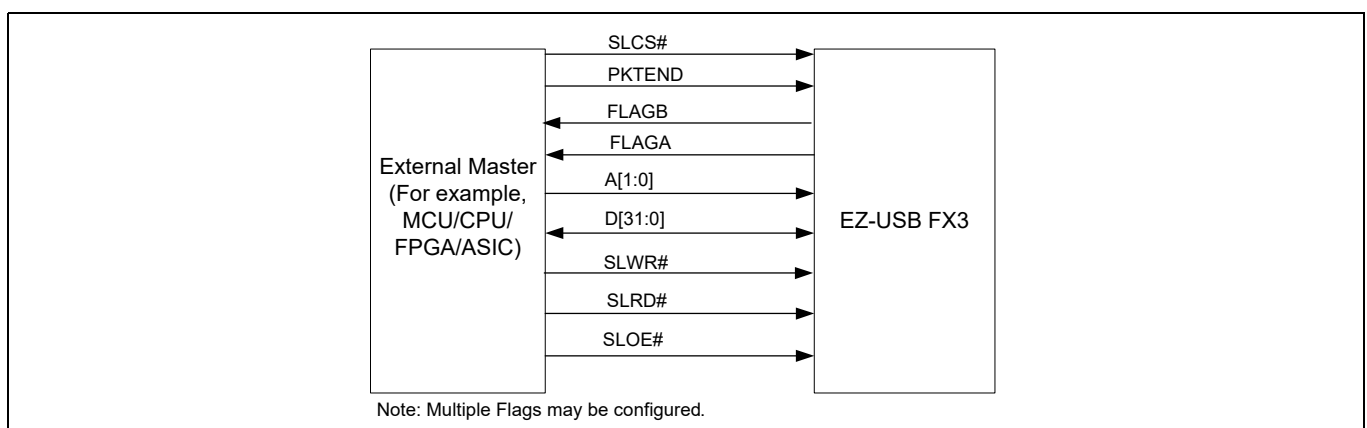 SLCS#
PKTEND
FLAGB
FLAGA
External Master
(For example,
MCU/CPU/
FPGA/ASIC)
A[1:0]
D[31:0]
EZ-USB FX3
SLWR#
SLRD#
SLOE#
Note: Multiple Flags may be configured.